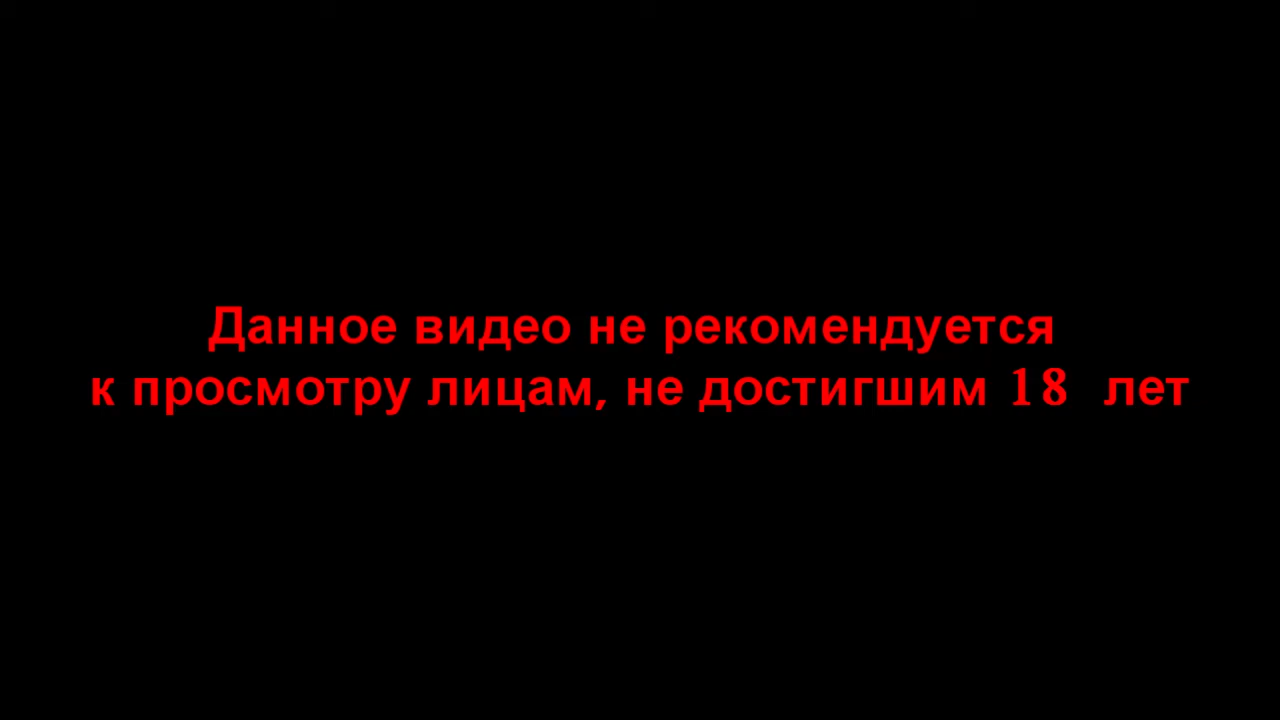 Данное видео не рекомендуется
к просмотру лицам, не достигшим 18 лет